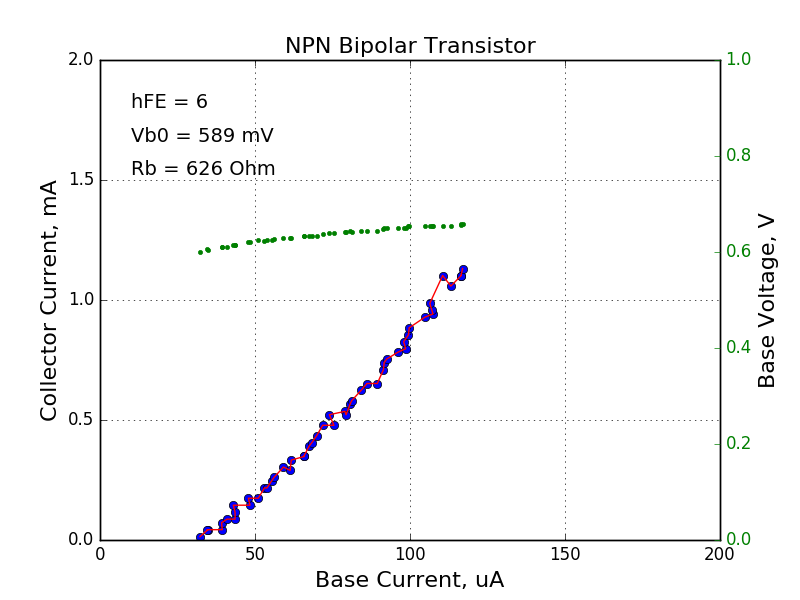 NPN Bipolar Transistor
hFE = 6
Vb0 = 589 mV
Rb = 626 Ohm
Collector Current, mA
2.0
1.5
1.0
0.5
0.0
Base Voltage, V
1.0
0.8
0.6
0.4
0.2
0.0
0 50 100 150 200
Base Current, uA